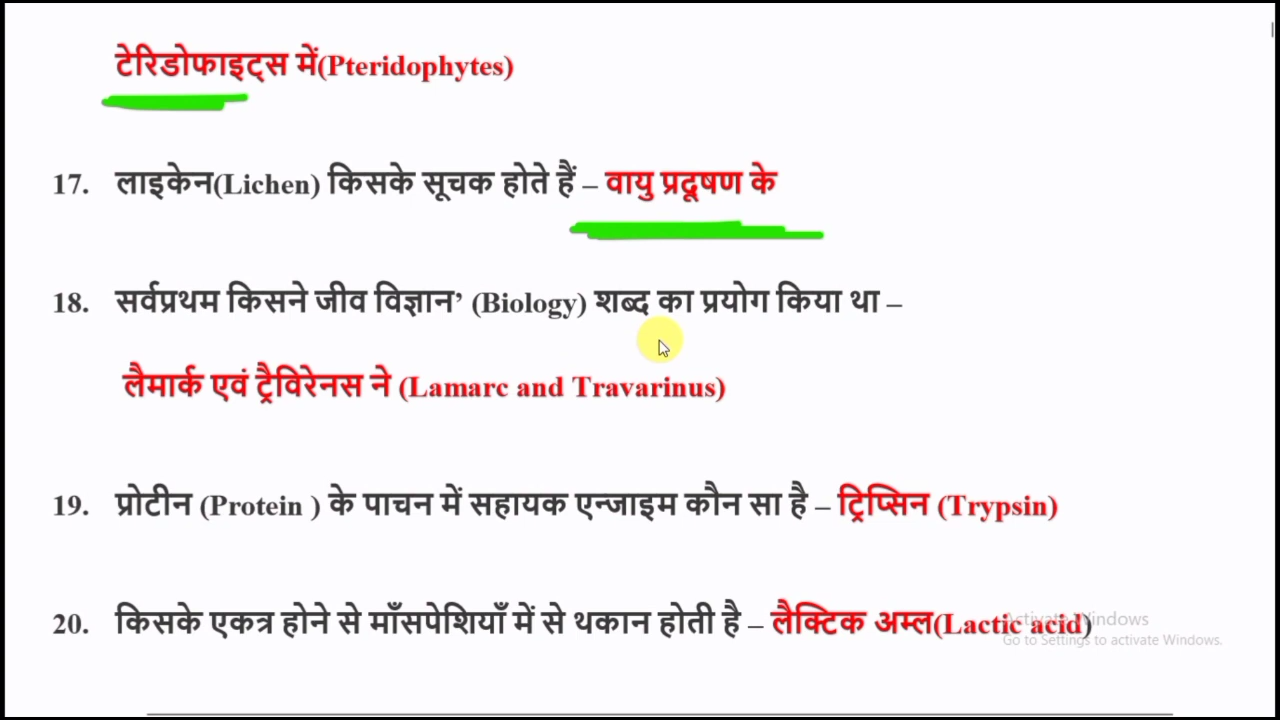 टेरिडोफाइट्स में(Pteridophytes)
17. लाइकेन(Lichen) किसके सूचक होते हैं – वायु प्रदूषण के
18. सर्वप्रथम किसने जीव विज्ञान’ (Biology) शब्द का प्रयोग किया था –
लैमार्क एवं ट्रैविरेनस ने (Lamarc and Travarinus)
19. प्रोटीन (Protein ) के पाचन में सहायक एन्जाइम कौन सा है – ट्रिप्सिन (Trypsin)
20. किसके एकत्र होने से माँसपेशियाँ में से थकान होती है – लैक्टिक अम्ल(Lactic acid)
Activate Windows
Go to Settings to activate Windows.